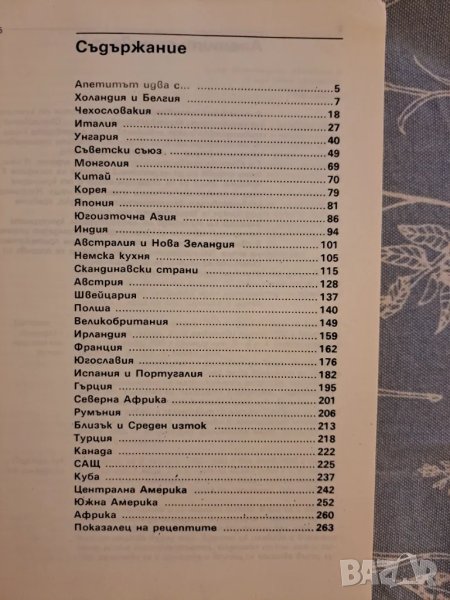 Съдържание
Апетитът идва с... 5
Холандия и Белгия 7
Чехословакия 18
Италия 27
Унгария 40
Съветски съюз 49
Монголия 69
Китай 70
Корея 79
Япония 81
Югоизточна Азия 86
Индия 94
Австралия и Нова Зеландия 101
Немска кухня 105
Скандинавски страни 115
Австрия 128
Швейцария 137
Полша 140
Великобритания 149
Ирландия 159
Франция 162
Югославия 176
Испания и Португалия 182
Гърция 195
Северна Африка 201
Румъния 206
Близък и Среден изток 213
Турция 218
Канада 222
САЩ 225
Куба 237
Централна Америка 242
Южна Америка 252
Африка 260
Показалец на рецептите 263
BAZAR